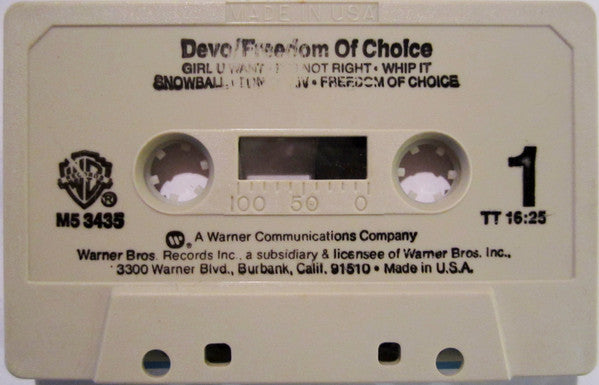 MADE IN USA
Devo/Freedom Of Choice
GIRL U WANT • NOT RIGHT • WHIP IT
SNOWBALL • • FREEDOM OF CHOICE
WB
RECORDS
®
M5 3435
100 50 0
1
TT 16:25
W ® A Warner Communications Company
Warner Bros. Records Inc., a subsidiary & licensee of Warner Bros. Inc.,
3300 Warner Blvd., Burbank, Calif. 91510 • Made in U.S.A.